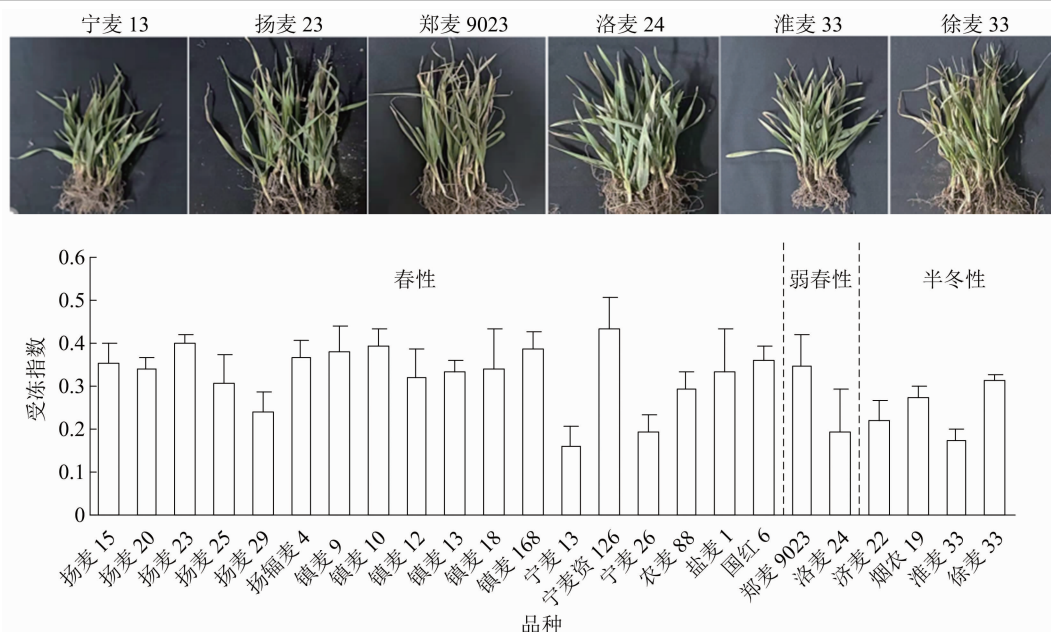 宁麦 13 扬麦 23 郑麦 9023 洛麦 24 淮麦 33 徐麦 33
0.6
春性 弱春性 半冬性
0.5
0.4
0.3
0.2
0.1
0
受冻指数
扬麦 15
扬麦 20
扬麦 23
扬麦 25
扬麦 29
扬辐麦 4
镇麦 9
镇麦 10
镇麦 12
镇麦 13
镇麦 18
镇麦 168
宁麦 13
宁麦资 126
宁麦 26
农麦 88
盐麦 1
国红 6
郑麦 9023
洛麦 24
济麦 22
烟农 19
淮麦 33
徐麦 33
品种